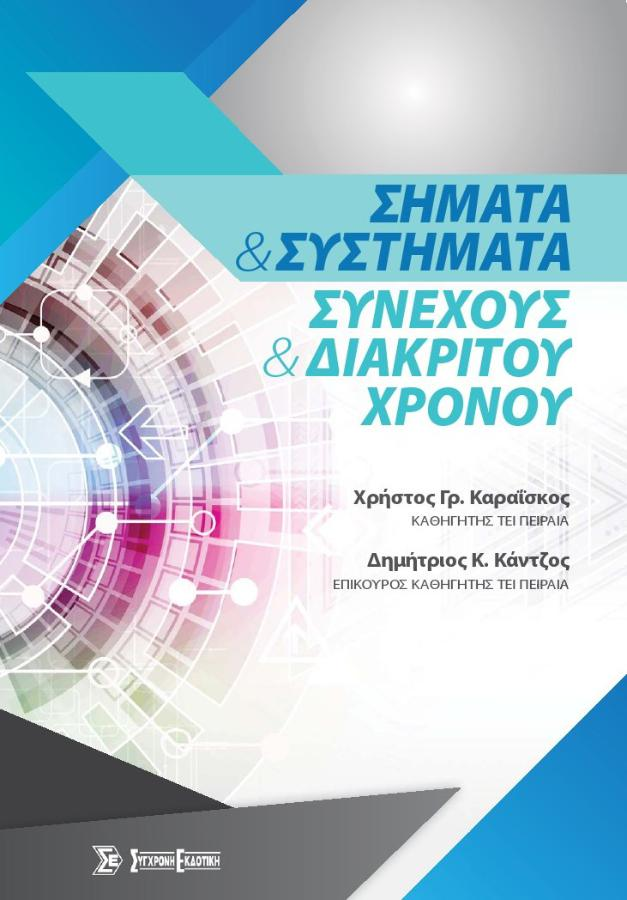 ΣΗΜΑΤΑ
& ΣΥΣΤΗΜΑΤΑ
ΣΥΝΕΧΟΥΣ
& ΔΙΑΚΡΙΤΟΥ
ΧΡΟΝΟΥ
Χρήστος Γρ. Καραΐσκος
ΚΑΘΗΓΗΤΗΣ ΤΕΙ ΠΕΙΡΑΙΑ
Δημήτριος Κ. Κάντζος
ΕΠΙΚΟΥΡΟΣ ΚΑΘΗΓΗΤΗΣ ΤΕΙ ΠΕΙΡΑΙΑ
ΣΕ ΣΥΓΧΡΟΝΗ ΕΚΔΟΤΙΚΗ